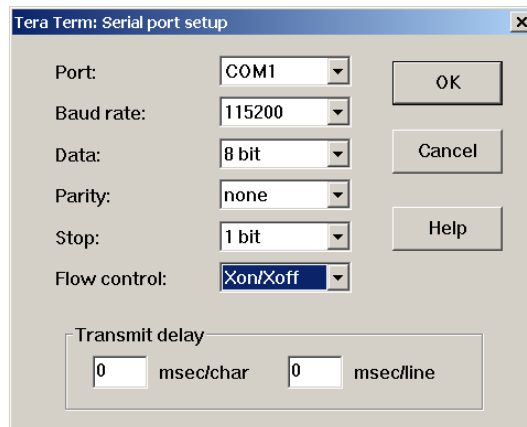 Tera Term: Serial port setup
Port: COM1
OK
Baud rate: 115200
Data: 8 bit
Cancel
Parity: none
Stop: 1 bit
Help
Flow control: Xon/Xoff
Transmit delay
0 msec/char 0 msec/line